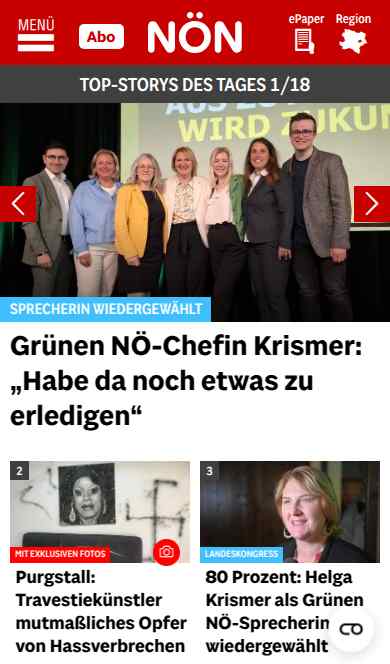 MENÜ
Abo
NÖN
ePaper
Region
TOP-STORYS DES TAGES 1/18
WIRD ZUKUN
SPRECHERIN WIEDERGEWÄHLT
Grünen NÖ-Chefin Krismer:
„Habe da noch etwas zu
erledigen“
2
MIT EXKLUSIVEN FOTOS
Purgstall:
Travestiekünstler
mutmaßliches Opfer
von Hassverbrechen
3
LANDESKONGRESS
80 Prozent: Helga
Krismer als Grünen
NÖ-Sprecherin
wiedergewählt